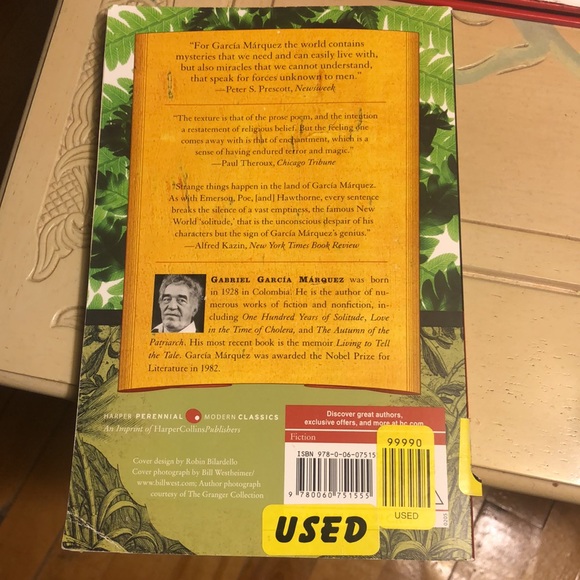 “For García Márquez the world contains
mysteries that we need and can easily live with,
but also miracles that we cannot understand,
that speak for forces unknown to men.”
—Peter S. Prescott, Newsweek
“The texture is that of the prose poem, and the intention
a restatement of religious belief. But the feeling one
comes away with is that of enchantment, which is a
sense of having endured terror and magic.”
—Paul Theroux, Chicago Tribune
“Strange things happen in the land of García Márquez.
As with Emerson, Poe, [and] Hawthorne, every sentence
breaks the silence of a vast emptiness, the famous New
World ‘solitude,’ that is the unconscious despair of his
characters but the sign of García Márquez's genius.”
—Alfred Kazin, New York Times Book Review
GABRIEL GARCÍA MÁRQUEZ was born
in 1928 in Colombia. He is the author of nu-
merous works of fiction and nonfiction, in-
cluding One Hundred Years of Solitude, Love
in the Time of Cholera, and The Autumn of the
Patriarch. His most recent book is the memoir Living to Tell
the Tale. García Márquez was awarded the Nobel Prize for
Literature in 1982.
HARPER PERENNIAL MODERN CLASSICS
An Imprint of HarperCollinsPublishers
Cover design by Robin Bilardello
Cover photograph by Bill Westheimer/
www.billwest.com; Author photograph
courtesy of The Granger Collection
Discover great authors,
exclusive offers, and more at hc.com.
Fiction
ISBN 978-0-06-07515
9 780060 751555
99990
USED
USED